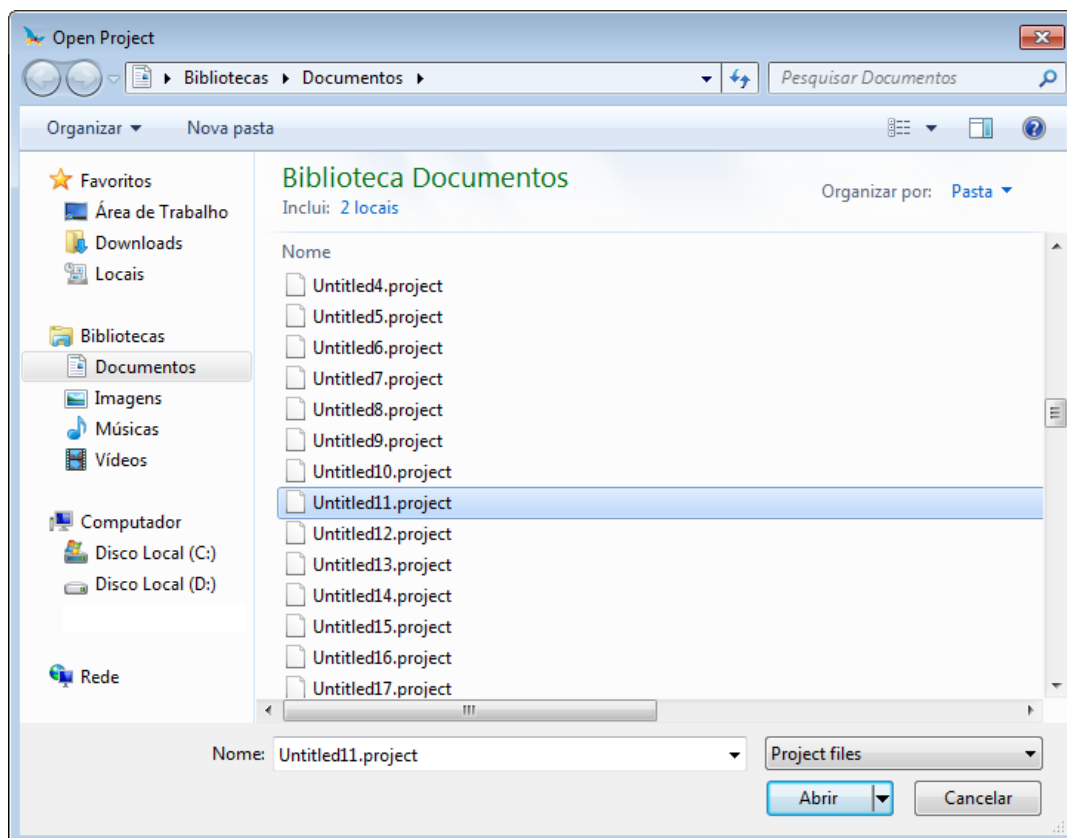 Open Project
Bibliotecas Documentos
Pesquisar Documentos
Organizar Nova pasta
Favoritos
Área de Trabalho
Downloads
Locais
Bibliotecas
Documentos
Imagens
Músicas
Vídeos
Computador
Disco Local (C:)
Disco Local (D:)
Rede
Biblioteca Documentos
Inclui: 2 locais
Organizar por: Pasta
Nome
Untitled4.project
Untitled5.project
Untitled6.project
Untitled7.project
Untitled8.project
Untitled9.project
Untitled10.project
Untitled11.project
Untitled12.project
Untitled13.project
Untitled14.project
Untitled15.project
Untitled16.project
Untitled17.project
Nome: Untitled11.project
Project files
Abrir Cancelar